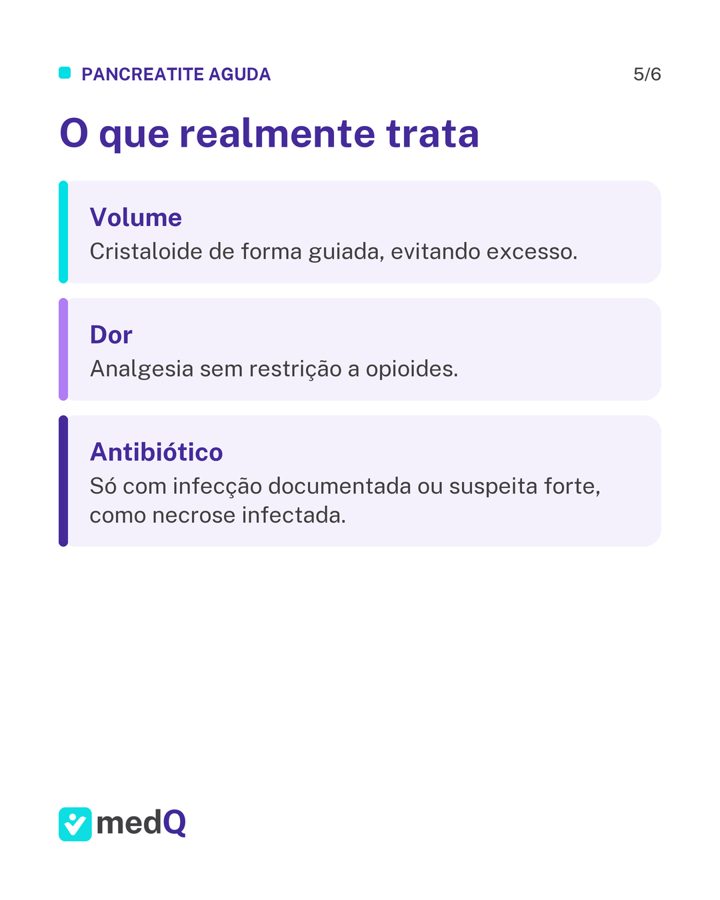 PANCREATITE AGUDA
5/6
O que realmente trata
Volume
Cristaloide de forma guiada, evitando excesso.
Dor
Analgesia sem restrição a opioides.
Antibiótico
Só com infecção documentada ou suspeita forte,
como necrose infectada.
medQ